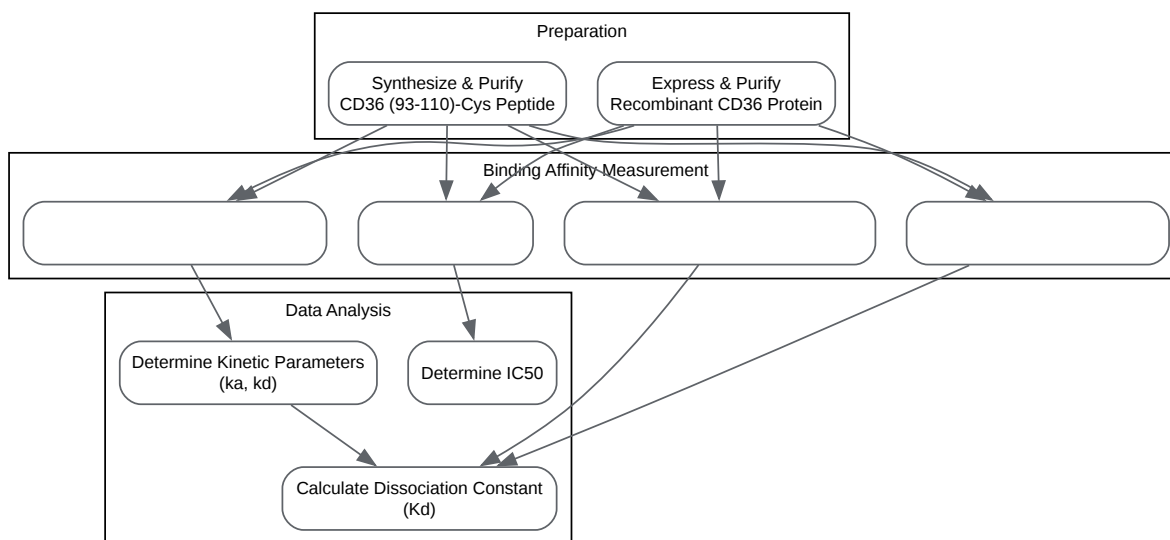 Preparation
Synthesize & Purify
CD36 (93-110)-Cys Peptide
Express & Purify
Recombinant CD36 Protein
Binding Affinity Measurement
Data Analysis
Determine Kinetic Parameters
(ka, kd)
Determine IC50
Calculate Dissociation Constant
(Kd)